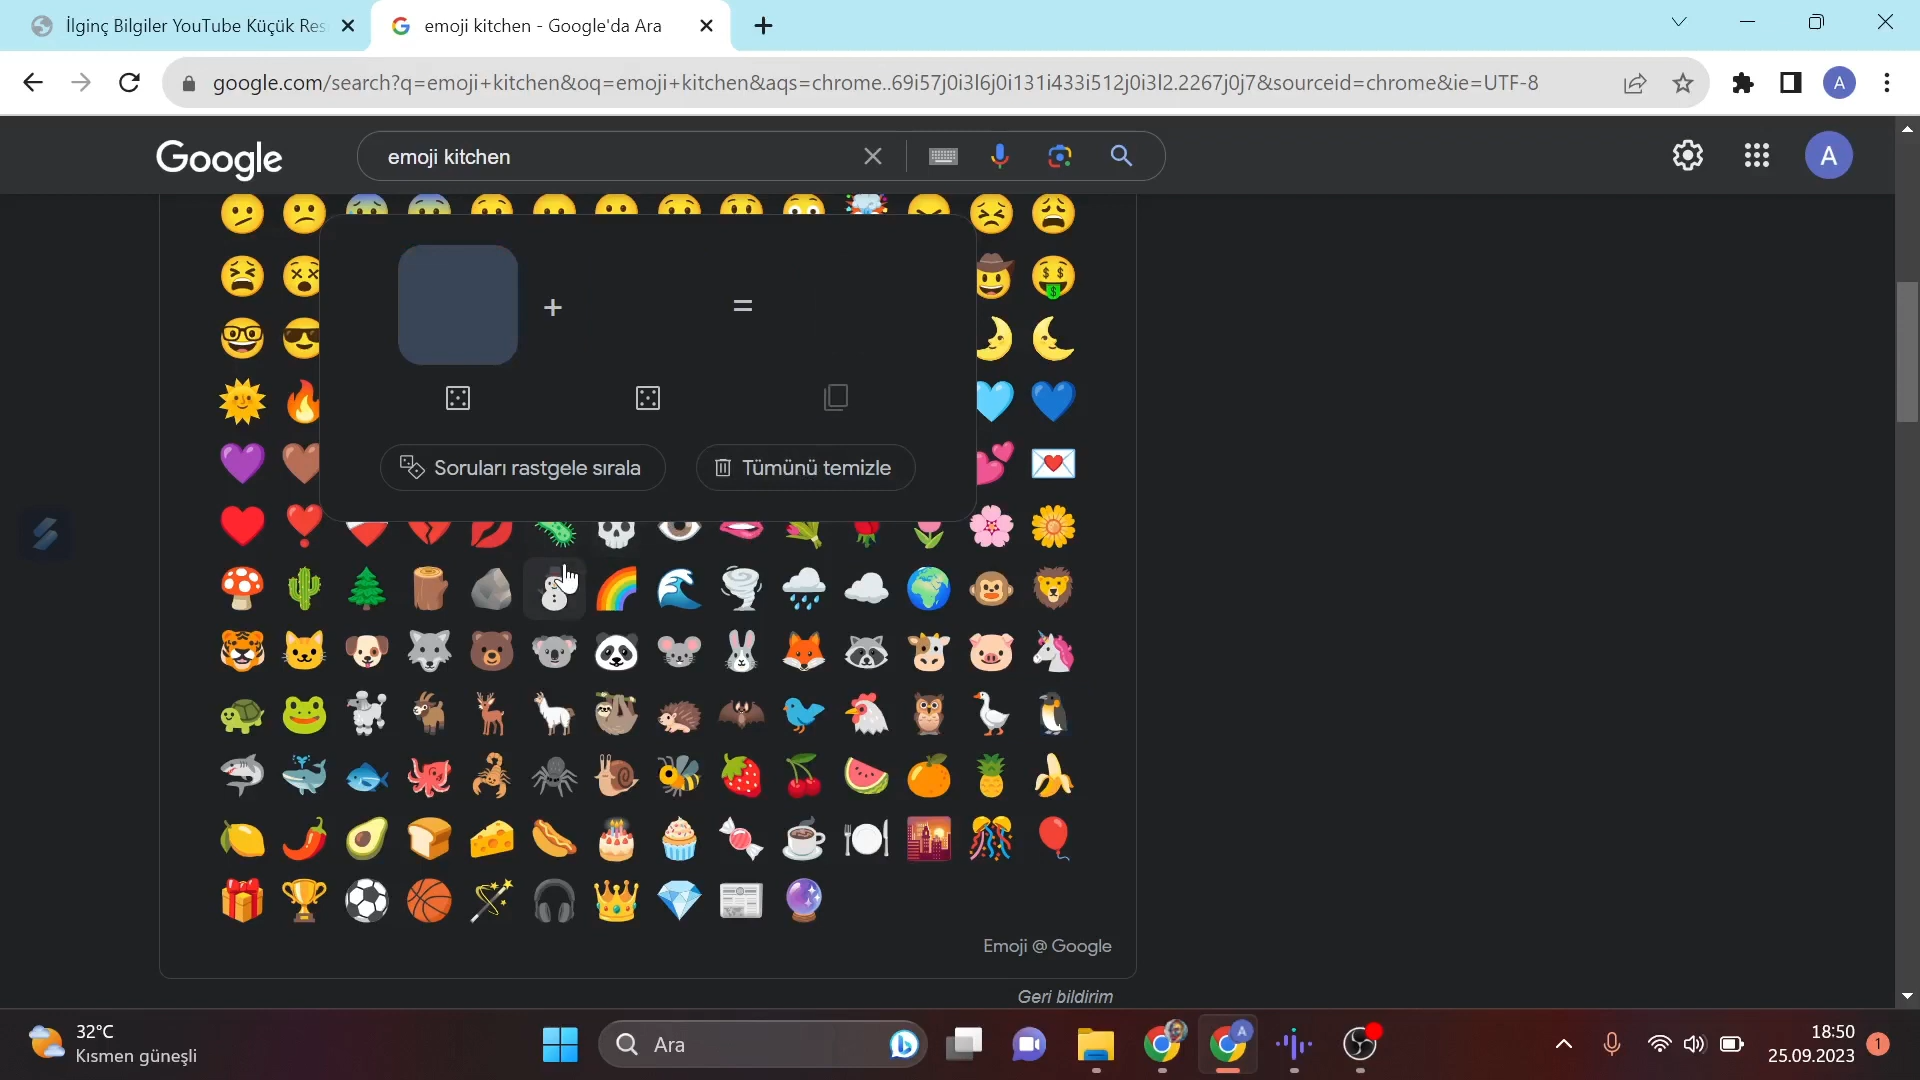 İlginç Bilgiler YouTube Küçük Res
emoji kitchen - Google'da Ara
google.com/search?q=emoji+kitchen&oq=emoji+kitchen&aqs=chrome..69i57j0i3l6j0i131i433i512j0i3l2.2267j0j7&sourceid=chrome&ie=UTF-8
A
Google
emoji kitchen
A
+
=
Soruları rastgele sırala
Tümünü temizle
Emoji @ Google
Geri bildirim
32°C
Kısmen güneşli
Ara
A
18:50
25.09.2023
1